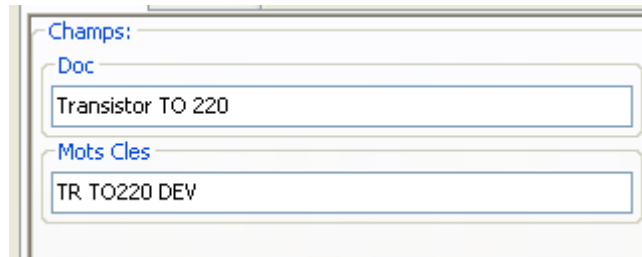 Champs:
Doc
Transistor TO 220
Mots Cles
TR TO220 DEV